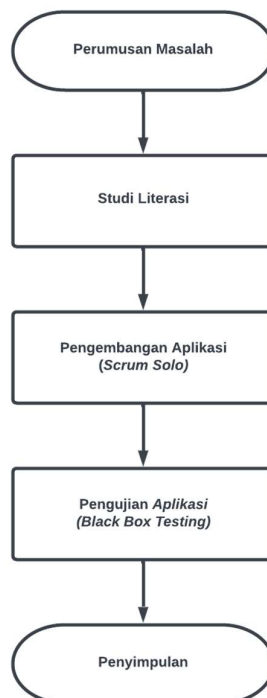 Perumusan Masalah
Studi Literasi
Pengembangan Aplikasi
(Scrum Solo)
Pengujian Aplikasi
(Black Box Testing)
Penyimpulan